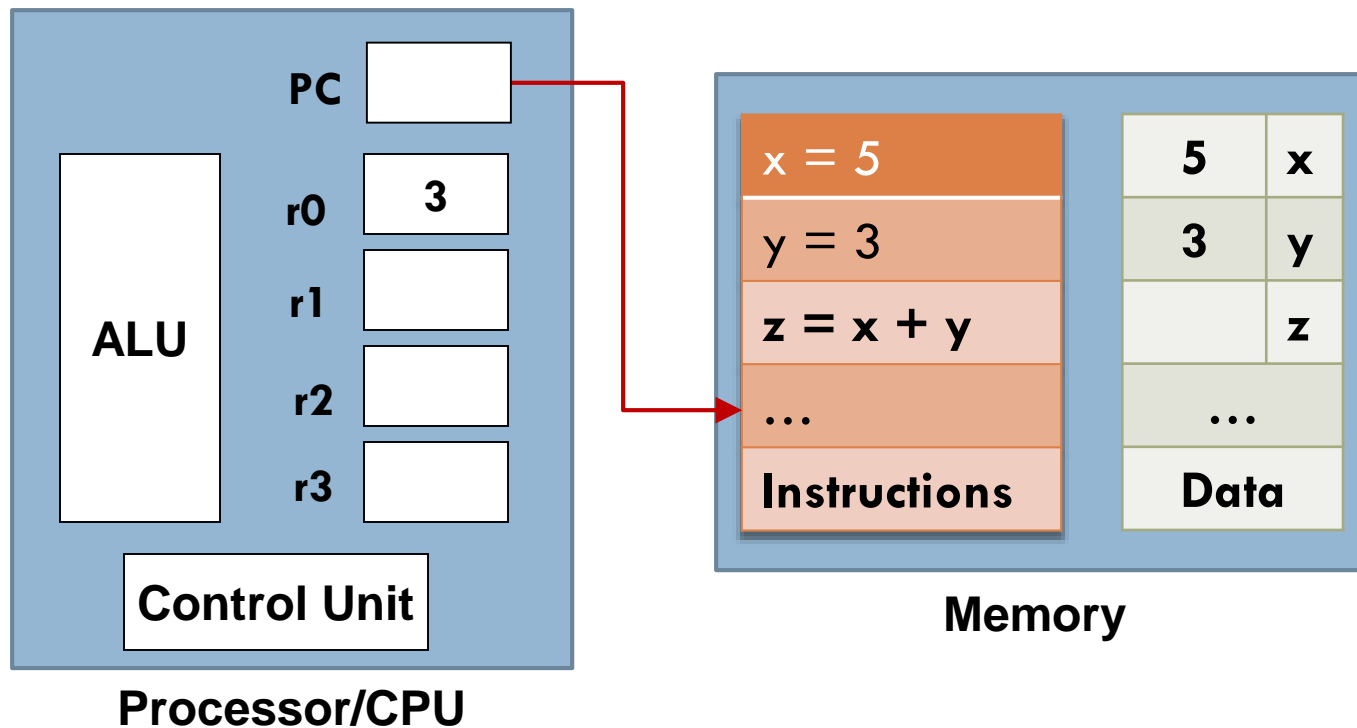 PC
r0 3
r1
r2
r3
ALU
Control Unit
Processor/CPU
x = 5
y = 3
z = x + y
...
Instructions
5 x
3 y
z
...
Data
Memory